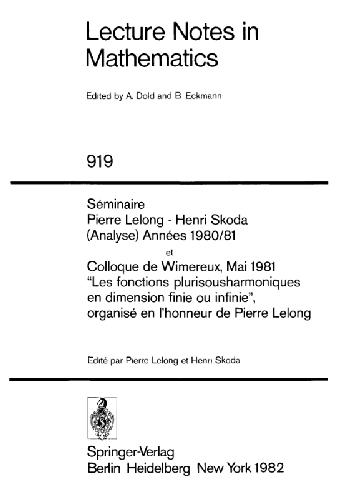 Lecture Notes in
Mathematics
Edited by A. Dold and B. Eckmann
919
Séminaire
Pierre Lelong - Henri Skoda
(Analyse) Années 1980/81
et
Colloque de Wimereux, Mai 1981
"Les fonctions plurisousharmoniques
en dimension finie ou infinie",
organisé en l'honneur de Pierre Lelong
Edité par Pierre Lelong et Henri Skoda
Springer-Verlag
Berlin Heidelberg New York 1982